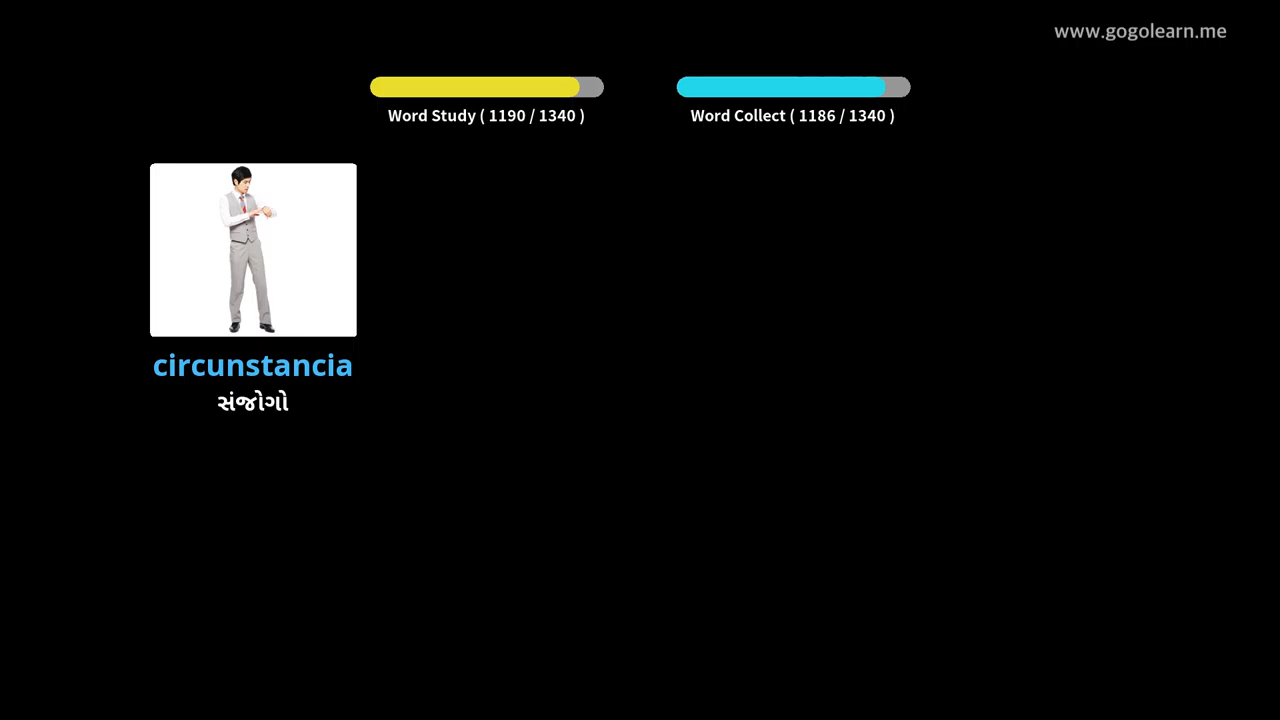 www.gogolearn.me
Word Study ( 1190 / 1340 )
Word Collect ( 1186 / 1340 )
circunstancia
સંજોગો